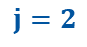 j = 2